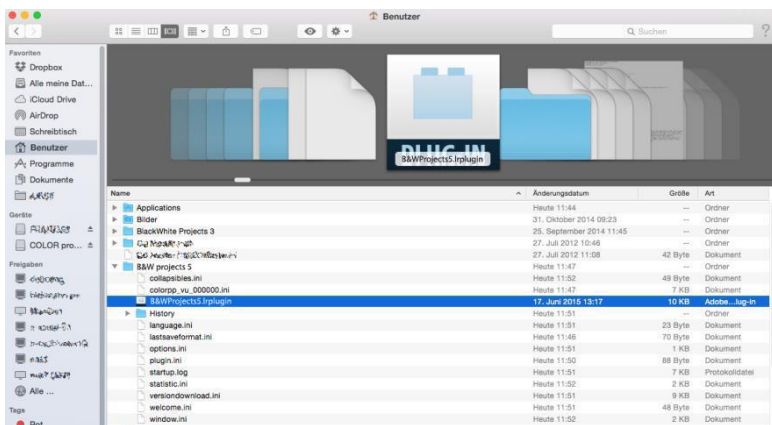 Benutzer
Suchen
?
Favoriten
Dropbox
Alle meine Dat...
iCloud Drive
AirDrop
Schreibtisch
Benutzer
Programme
Dokumente
Geräte
COLOR pro...
Freigaben
Alle ...
Tags
Rot
PLUG-IN
B&WProjects5.lrplugin
Name Änderungsdatum Größe Art
Applications Heute 11:44 -- Ordner
Bilder 31. Oktober 2014 09:23 -- Ordner
BlackWhite Projects 3 25. September 2014 11:45 -- Ordner
27. Juli 2012 10:46 -- Ordner
27. Juli 2012 11:08 42 Byte Dokument
B&W projects 5 Heute 11:47 -- Ordner
collapsibles.ini Heute 11:52 49 Byte Dokument
colorpp_vu_000000.ini Heute 11:47 7 KB Dokument
B&WProjects5.lrplugin 17. Juni 2015 13:17 10 KB Adobe...lug-in
History Heute 11:51 -- Ordner
language.ini Heute 11:51 23 Byte Dokument
lastsaveformat.ini Heute 11:46 70 Byte Dokument
options.ini Heute 11:51 1 KB Dokument
plugin.ini Heute 11:50 88 Byte Dokument
startup.log Heute 11:51 7 KB Protokolldatei
statistic.ini Heute 11:52 2 KB Dokument
versiondownload.ini Heute 11:51 9 KB Dokument
welcome.ini Heute 11:51 48 Byte Dokument
window.ini Heute 11:52 2 KB Dokument